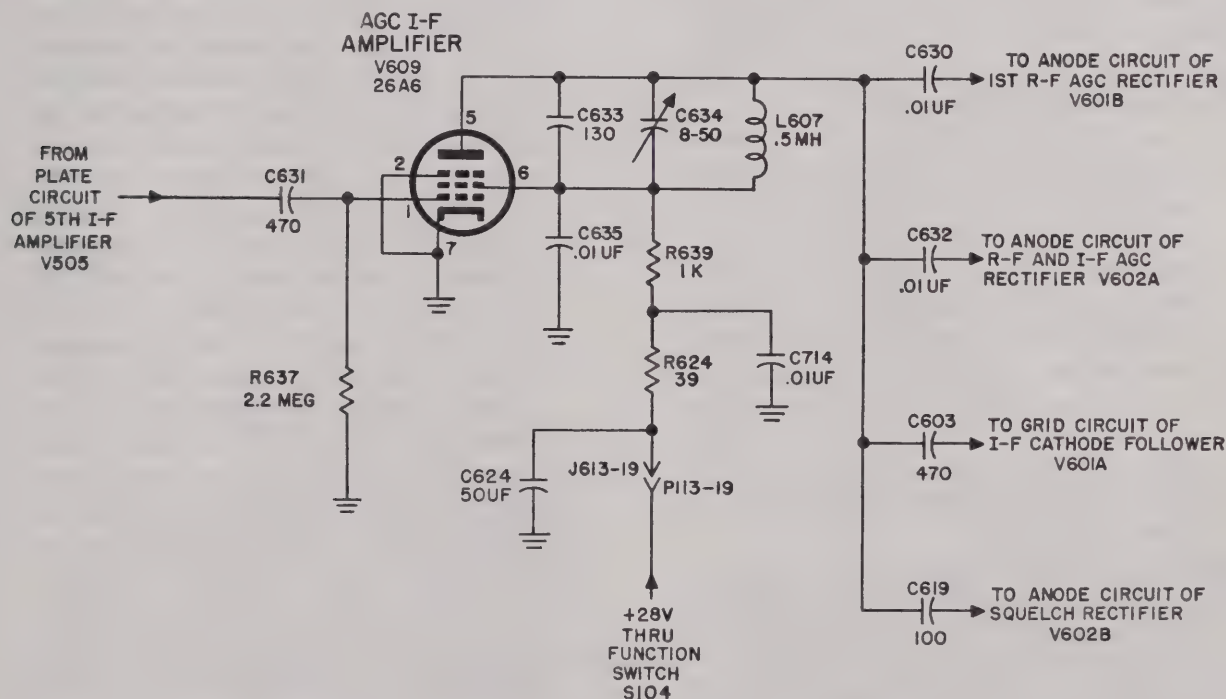 AGC I-F
AMPLIFIER
V609
26A6
5
2
6
1
7
FROM
PLATE
CIRCUIT
OF 5TH I-F
AMPLIFIER
V505
C631
470
R637
2.2 MEG
C633
130
C634
8-50
L607
.5MH
C635
.01UF
R639
1K
R624
39
C714
.01UF
C624
50UF
J613-19
P113-19
+28V
THRU
FUNCTION
SWITCH
S104
C630
.01UF
TO ANODE CIRCUIT OF
1ST R-F AGC RECTIFIER
V601B
C632
.01UF
TO ANODE CIRCUIT OF
R-F AND I-F AGC
RECTIFIER V602A
C603
470
TO GRID CIRCUIT OF
I-F CATHODE FOLLOWER
V601A
C619
100
TO ANODE CIRCUIT OF
SQUELCH RECTIFIER
V602B